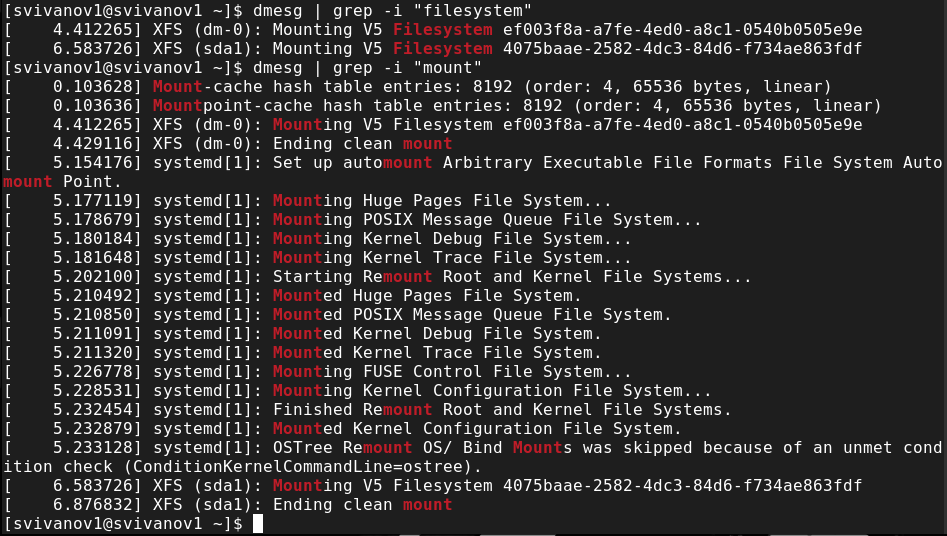 [svivanov1@svivanov1 ~]$ dmesg | grep -i "filesystem"
[    4.412265] XFS (dm-0): Mounting V5 Filesystem ef003f8a-a7fe-4ed0-a8c1-0540b0505e9e
[    6.583726] XFS (sda1): Mounting V5 Filesystem 4075baae-2582-4dc3-84d6-f734ae863fdf
[svivanov1@svivanov1 ~]$ dmesg | grep -i "mount"
[    0.103628] Mount-cache hash table entries: 8192 (order: 4, 65536 bytes, linear)
[    0.103636] Mountpoint-cache hash table entries: 8192 (order: 4, 65536 bytes, linear)
[    4.412265] XFS (dm-0): Mounting V5 Filesystem ef003f8a-a7fe-4ed0-a8c1-0540b0505e9e
[    4.429116] XFS (dm-0): Ending clean mount
[    5.154176] systemd[1]: Set up automount Arbitrary Executable File Formats File System Auto
mount Point.
[    5.177119] systemd[1]: Mounting Huge Pages File System...
[    5.178679] systemd[1]: Mounting POSIX Message Queue File System...
[    5.180184] systemd[1]: Mounting Kernel Debug File System...
[    5.181648] systemd[1]: Mounting Kernel Trace File System...
[    5.202100] systemd[1]: Starting Remount Root and Kernel File Systems...
[    5.210492] systemd[1]: Mounted Huge Pages File System.
[    5.210850] systemd[1]: Mounted POSIX Message Queue File System.
[    5.211091] systemd[1]: Mounted Kernel Debug File System.
[    5.211320] systemd[1]: Mounted Kernel Trace File System.
[    5.226778] systemd[1]: Mounting FUSE Control File System...
[    5.228531] systemd[1]: Mounting Kernel Configuration File System...
[    5.232454] systemd[1]: Finished Remount Root and Kernel File Systems.
[    5.232879] systemd[1]: Mounted Kernel Configuration File System.
[    5.233128] systemd[1]: OSTree Remount OS/ Bind Mounts was skipped because of an unmet cond
ition check (ConditionKernelCommandLine=ostree).
[    6.583726] XFS (sda1): Mounting V5 Filesystem 4075baae-2582-4dc3-84d6-f734ae863fdf
[    6.876832] XFS (sda1): Ending clean mount
[svivanov1@svivanov1 ~]$